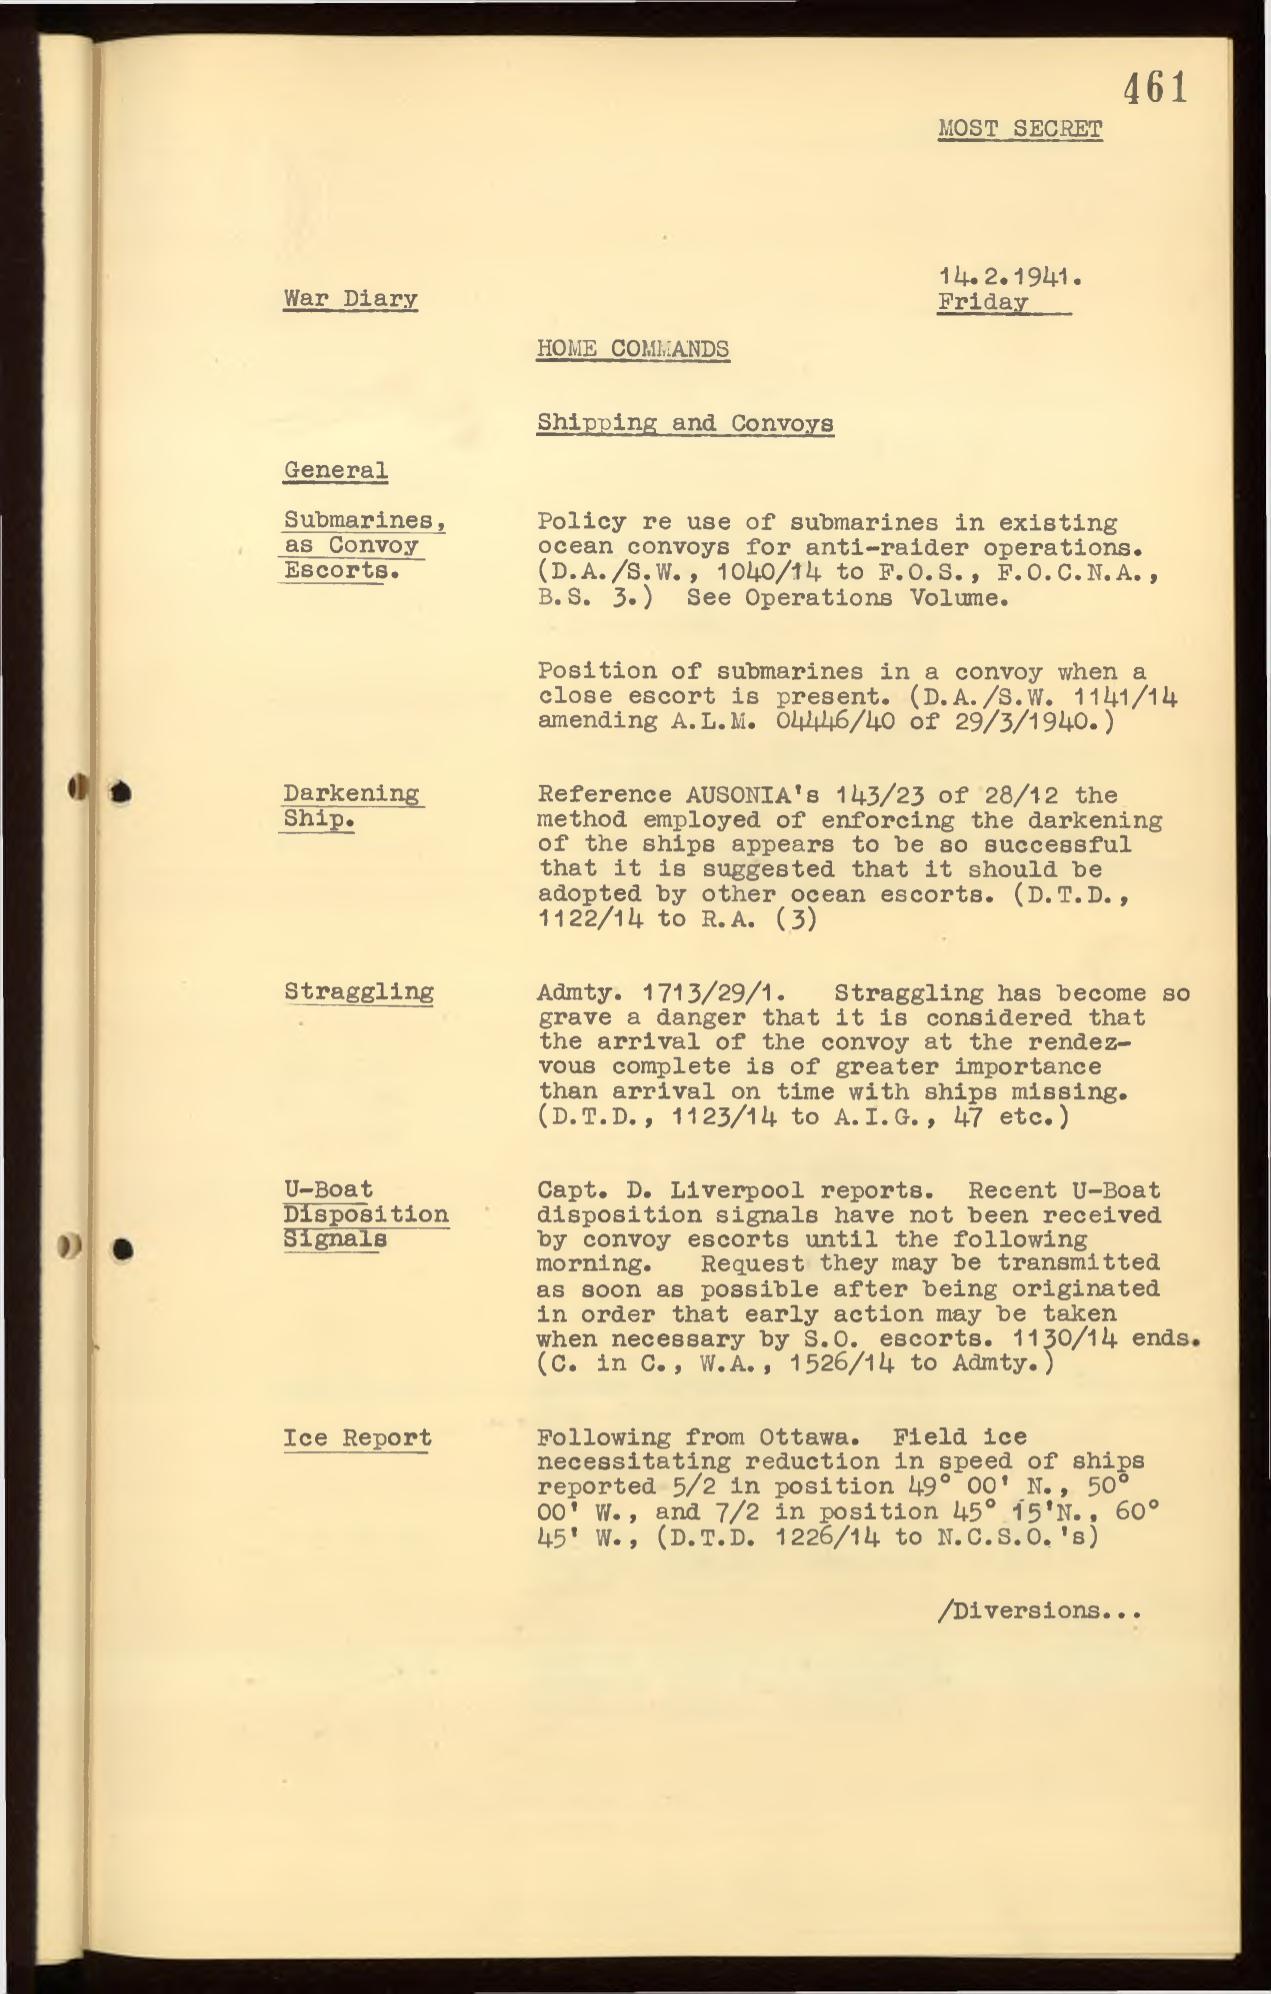 461
MOST SECRET
14.2.1941.
War Diary
Friday
HOME COMMANDS
Shipping and Convoys
General
Submarines,
as Convoy
Escorts.
Policy re use of submarines in existing
ocean convoys for anti-raider operations.
(D.A./S.W., 1040/14 to F.O.S., F.O.C.N.A.,
B.S. 3.) See Operations Volume.
Position of submarines in a convoy when a
close escort is present. (D.A./S.W. 1141/14
amending A.L.M. 04446/40 of 29/3/1940.)
Darkening
Ship.
Reference AUSONIA's 143/23 of 28/12 the
method employed of enforcing the darkening
of the ships appears to be so successful
that it is suggested that it should be
adopted by other ocean escorts. (D.T.D.,
1122/14 to R.A. (3)
Straggling
Admty. 1713/29/1. Straggling has become so
grave a danger that it is considered that
the arrival of the convoy at the rendez-
vous complete is of greater importance
than arrival on time with ships missing.
(D.T.D., 1123/14 to A.I.G., 47 etc.)
U-Boat
Disposition
Signals
Capt. D. Liverpool reports. Recent U-Boat
disposition signals have not been received
by convoy escorts until the following
morning. Request they may be transmitted
as soon as possible after being originated
in order that early action may be taken
when necessary by S.O. escorts. 1130/14 ends.
(C. in C., W.A., 1526/14 to Admty.)
Ice Report
Following from Ottawa. Field ice
necessitating reduction in speed of ships
reported 5/2 in position 49° 00' N., 50°
00' W., and 7/2 in position 45° 15'N., 60°
45' W., (D.T.D. 1226/14 to N.C.S.O.'s)
/Diversions...